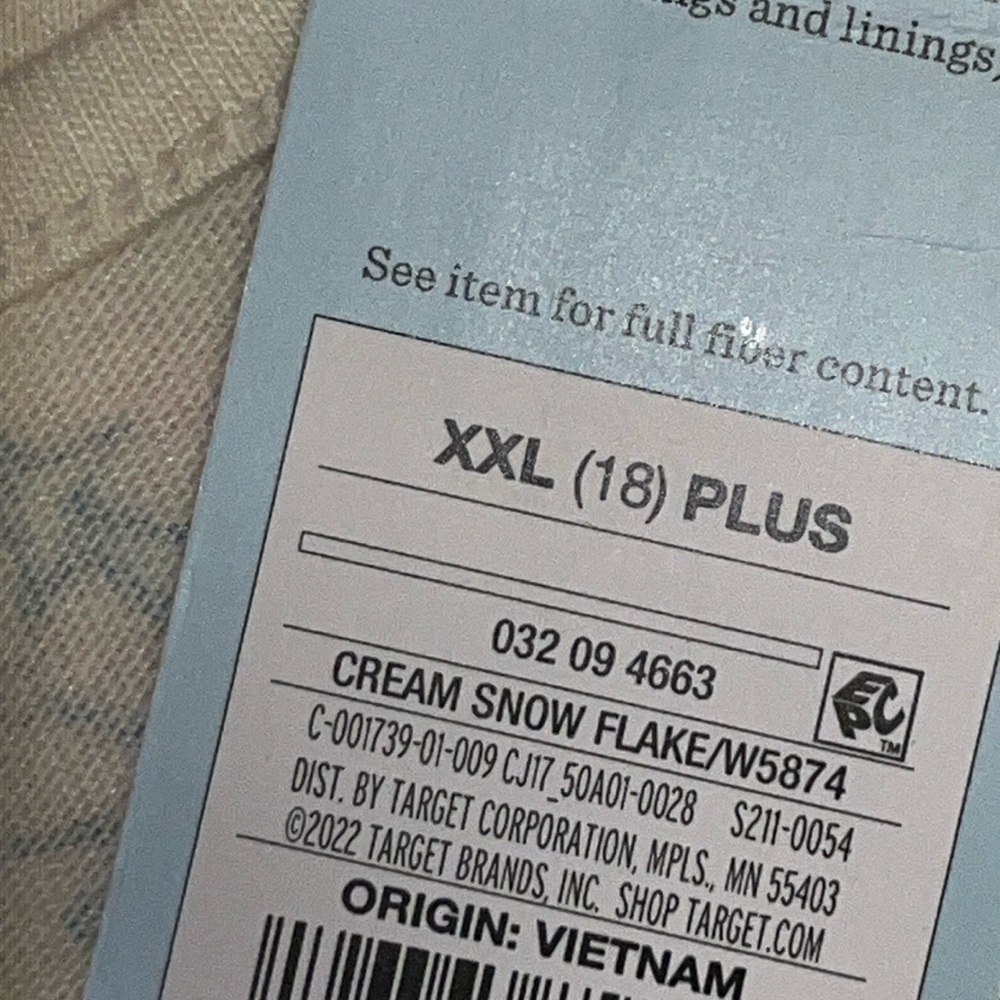 and linings,
See item for full fiber content.
XXL (18) PLUS
032 09 4663
CREAM SNOW FLAKE/W5874
EPC™
C-001739-01-009 CJ17_50A01-0028 S211-0054
DIST. BY TARGET CORPORATION, MPLS., MN 55403
©2022 TARGET BRANDS, INC. SHOP TARGET.COM
ORIGIN: VIETNAM